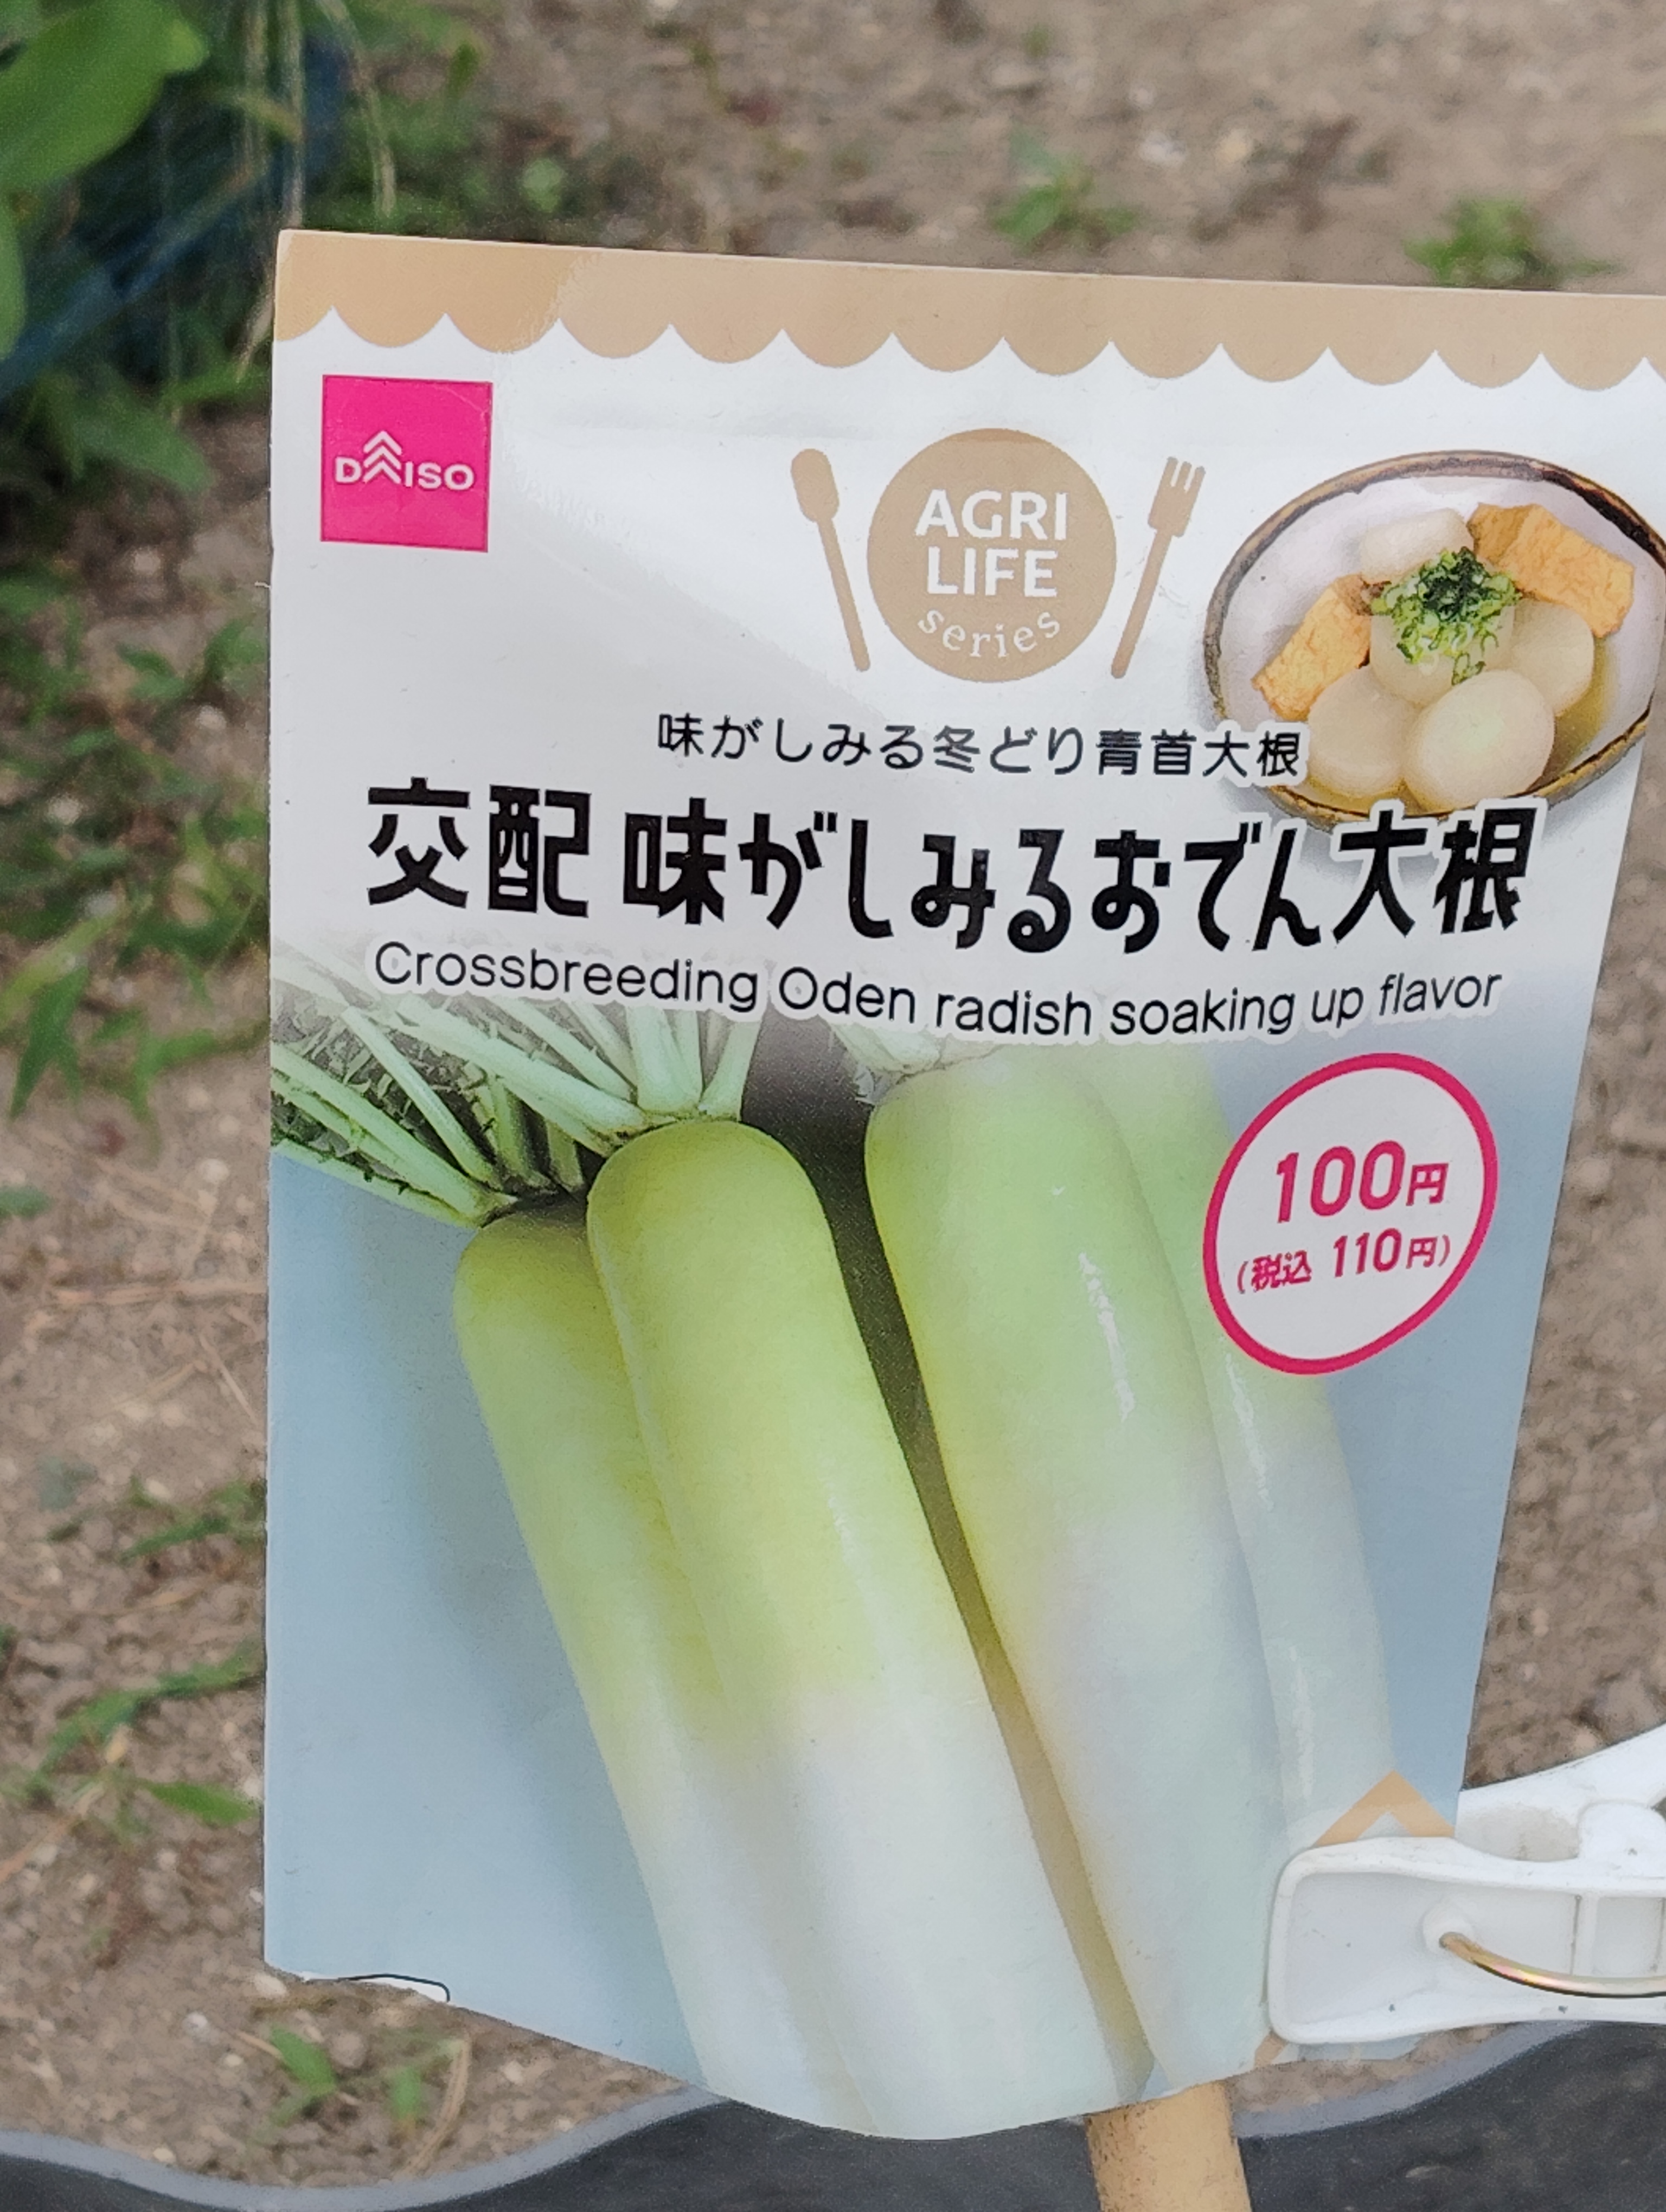 DAISO
AGRI
LIFE
series
味がしみる冬どり青首大根
交配 味がしみるおでん大根
Crossbreeding Oden radish soaking up flavor
100円
(税込 110円)